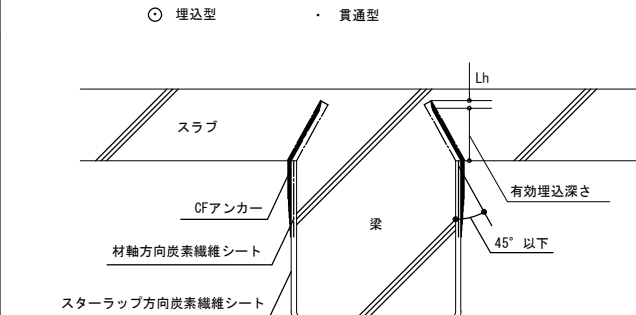 ⊙ 埋込型 ・ 貫通型
Lh
スラブ
有効埋込深さ
CFアンカー
梁
45° 以下
材軸方向炭素繊維シート
スターラップ方向炭素繊維シート